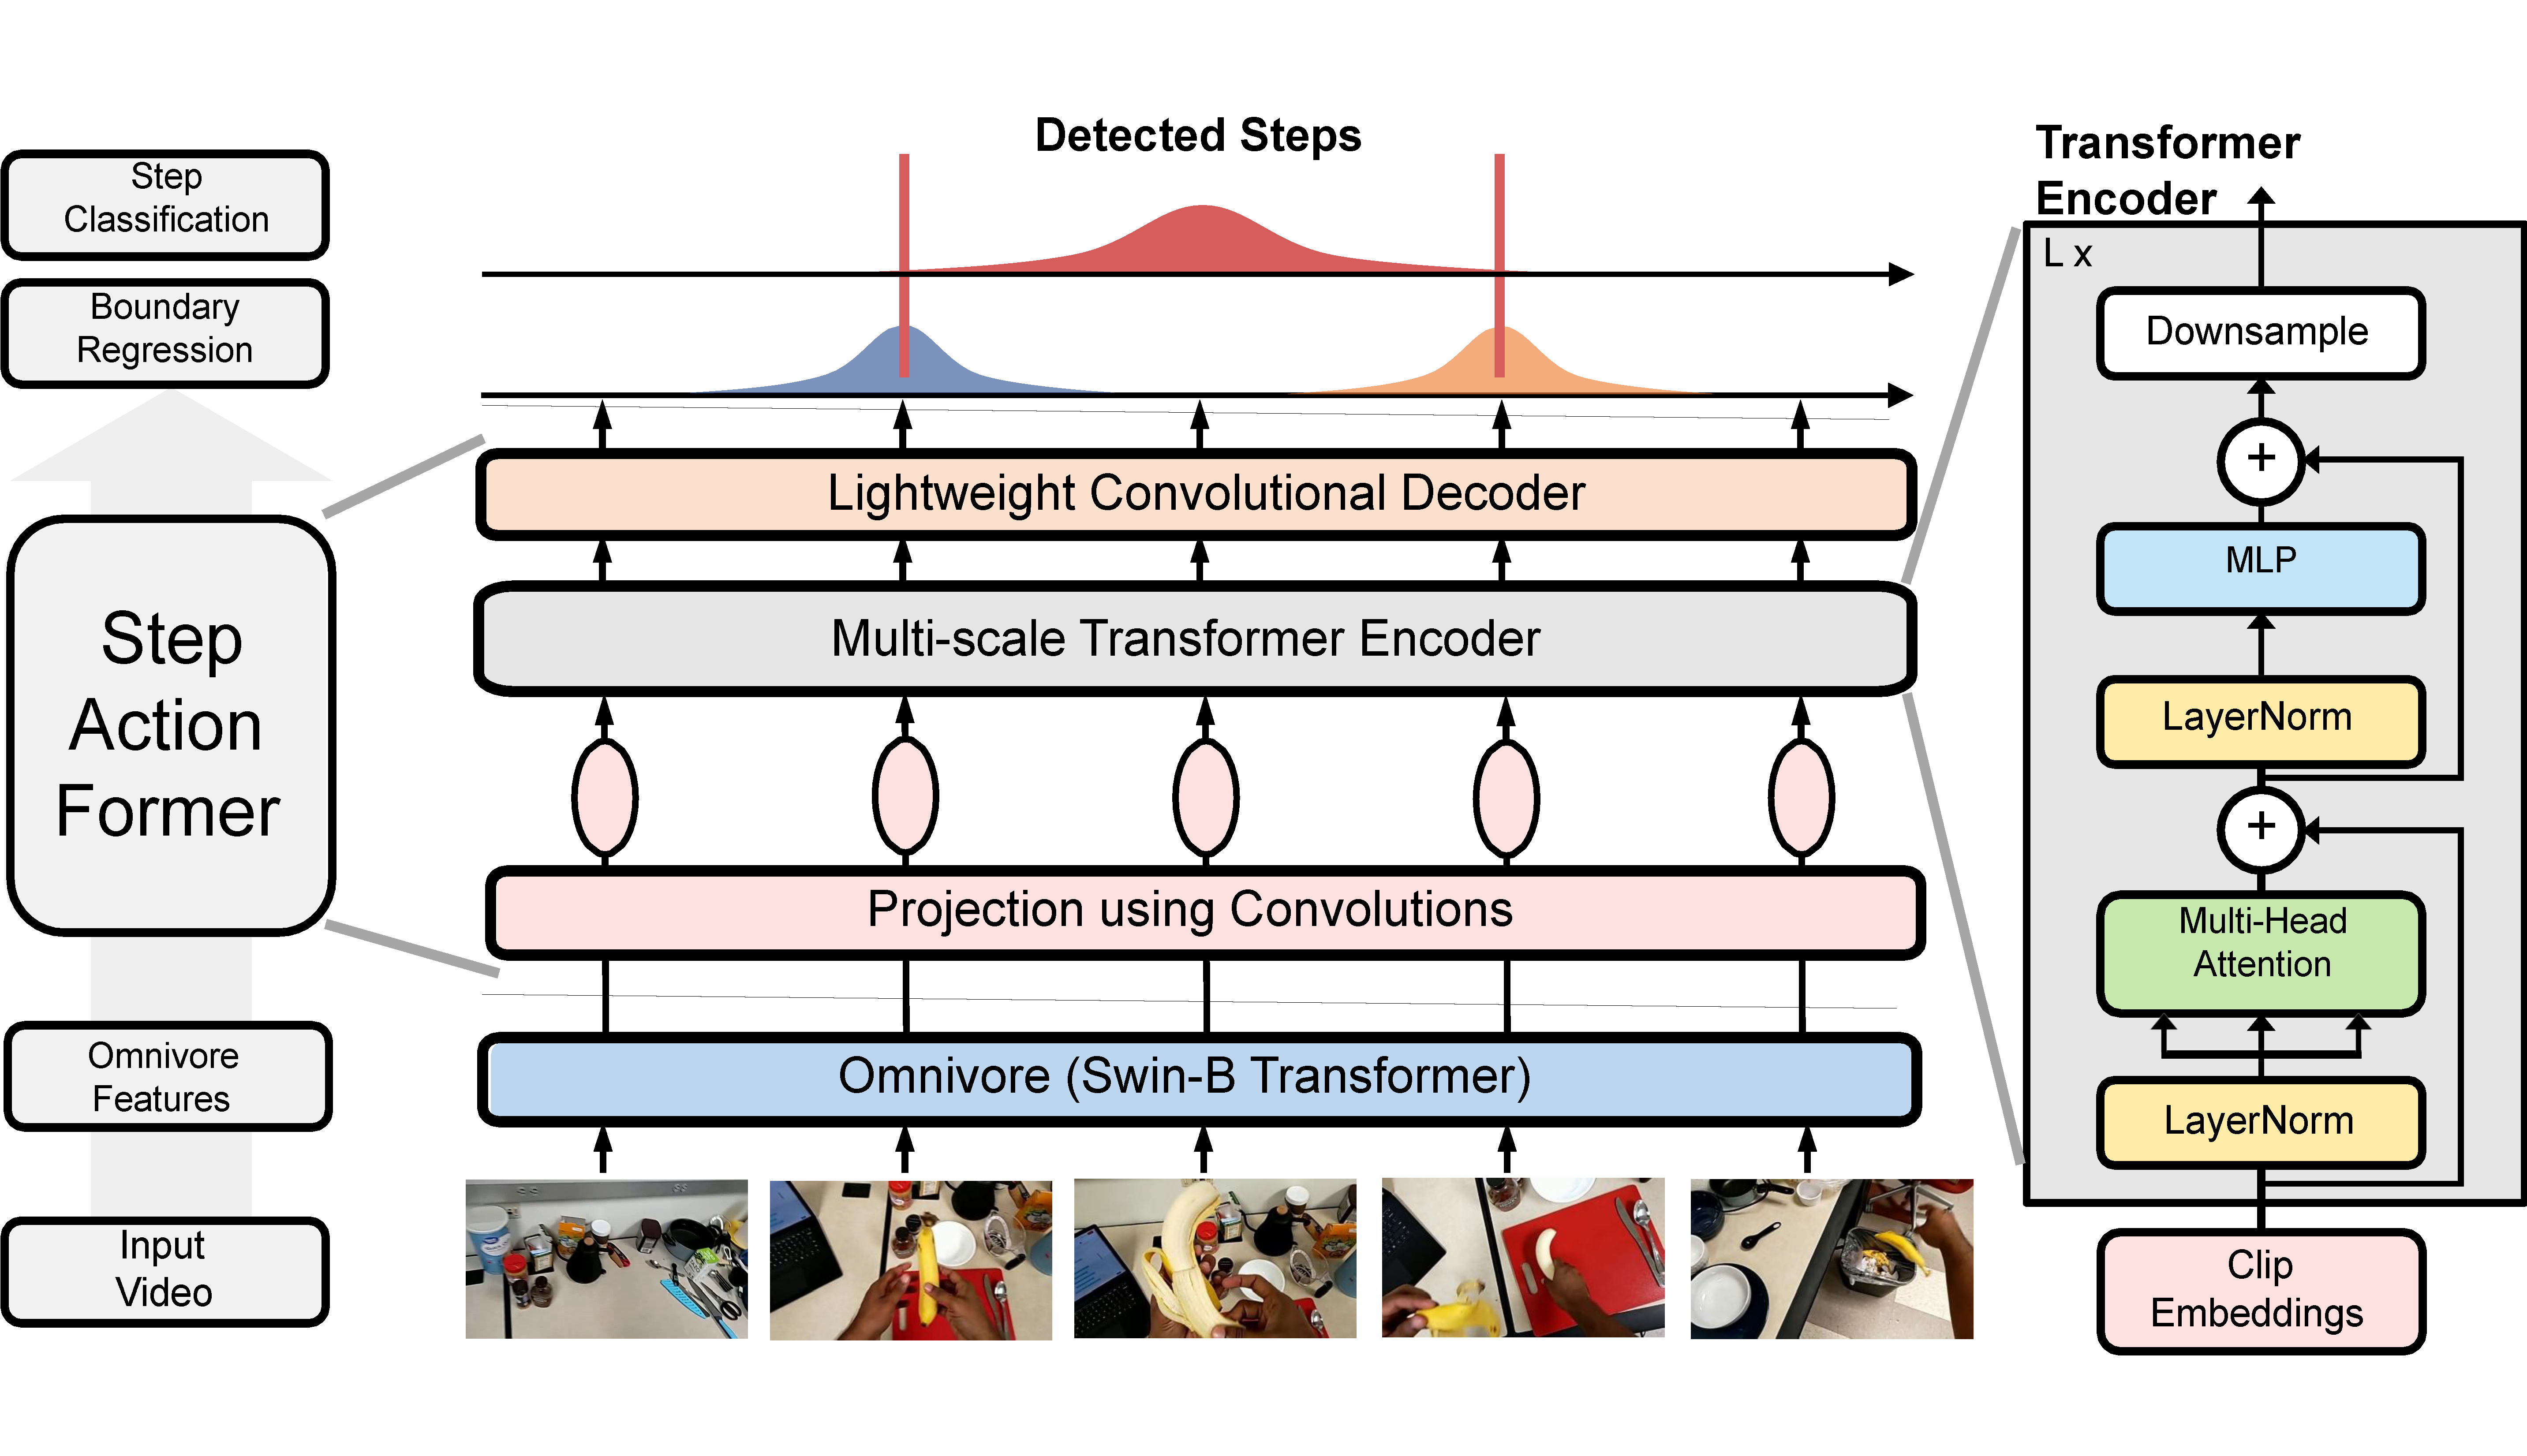 Step
Classification
Boundary
Regression
Step
Action
Former
Omnivore
Features
Input
Video
Detected Steps
Lightweight Convolutional Decoder
Multi-scale Transformer Encoder
Projection using Convolutions
Omnivore (Swin-B Transformer)
Transformer
Encoder
L x
Downsample
+
MLP
LayerNorm
+
Multi-Head
Attention
LayerNorm
Clip
Embeddings